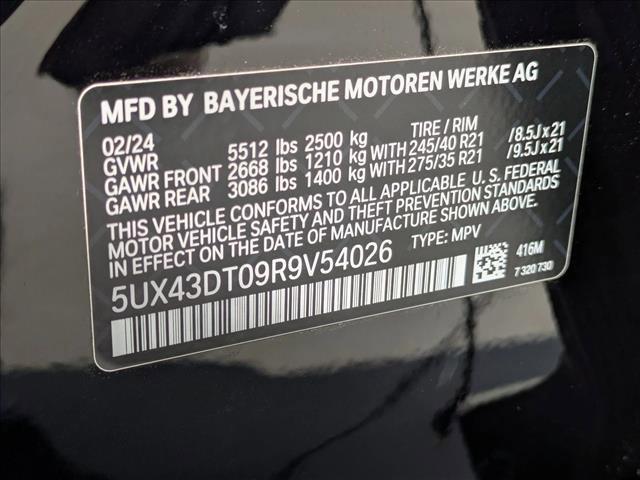 MFD BY BAYERISCHE MOTOREN WERKE AG
02/24 TIRE / RIM
GVWR 5512 lbs 2500 kg
GAWR FRONT 2668 lbs 1210 kg WITH 245/40 R21 /8.5Jx21
GAWR REAR 3086 lbs 1400 kg WITH 275/35 R21 /9.5Jx21
THIS VEHICLE CONFORMS TO ALL APPLICABLE U. S. FEDERAL
MOTOR VEHICLE SAFETY AND THEFT PREVENTION STANDARDS
IN EFFECT ON THE DATE OF MANUFACTURE SHOWN ABOVE.
5UX43DT09R9V54026 TYPE: MPV
416M
7 320 730